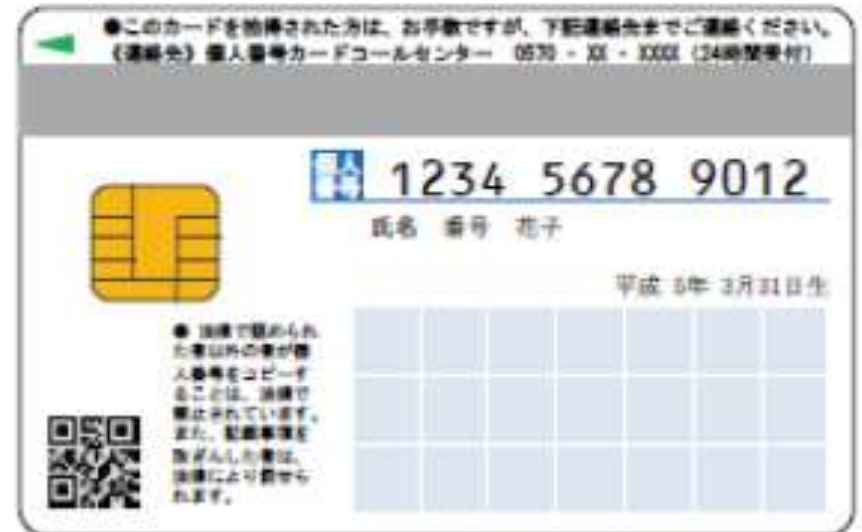 ●このカードを拾得された方は、お手数ですが、下記連絡先までご連絡ください。
《連絡先》個人番号カードコールセンター 0570 - XX - XXXX (24時間受付)
個人
番号
1234 5678 9012
氏名 番号 花子
平成 5年 3月31日生
● 法律で認められ
た者以外の者が個
人番号をコピーす
ることは、法律で
禁止されています。
また、記載事項を
改ざんした者は、
法律により罰せら
れます。